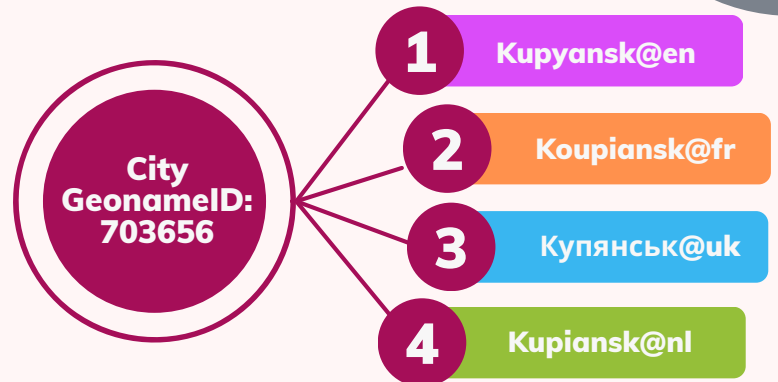 City
GeonameID:
703656
1
Kupyansk@en
2
Koupiansk@fr
3
Купянськ@uk
4
Kupiansk@nl